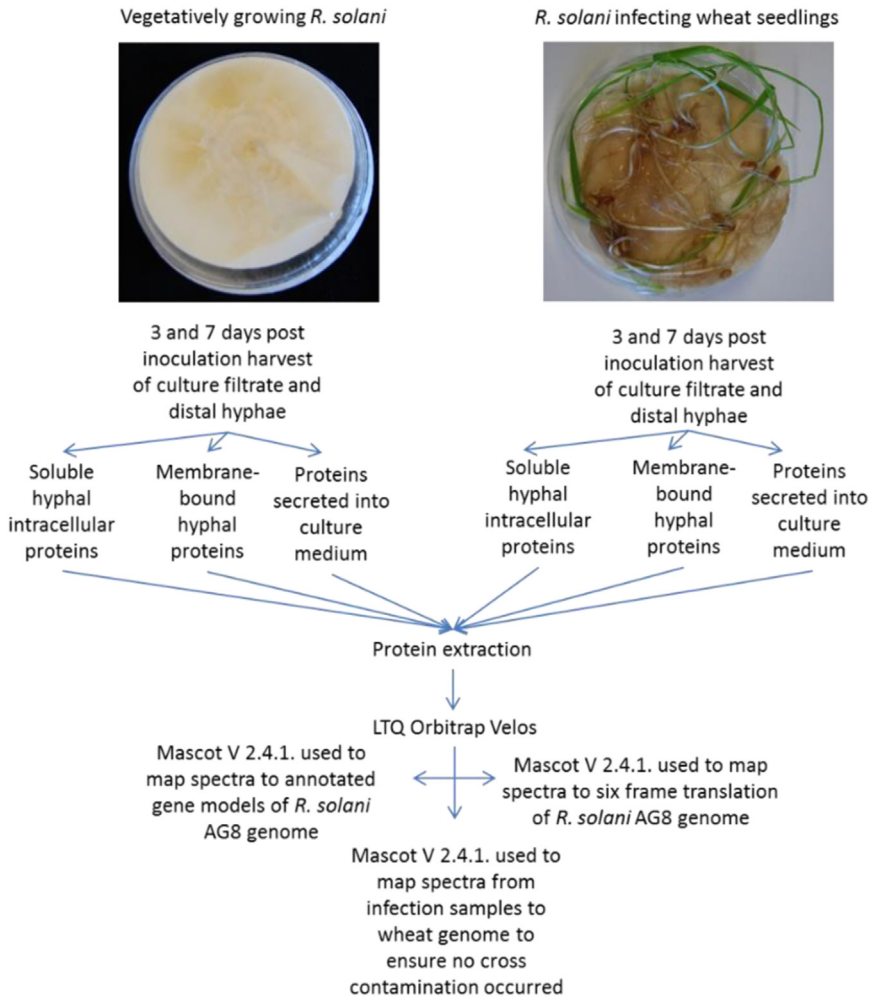 Vegetatively growing R. solani
R. solani infecting wheat seedlings
3 and 7 days post
inoculation harvest
of culture filtrate and
distal hyphae
3 and 7 days post
inoculation harvest
of culture filtrate and
distal hyphae
Soluble
hyphal
intracellular
proteins
Membrane-
bound
hyphal
proteins
Proteins
secreted into
culture
medium
Soluble
hyphal
intracellular
proteins
Membrane-
bound
hyphal
proteins
Proteins
secreted into
culture
medium
Protein extraction
LTQ Orbitrap Velos
Mascot V 2.4.1. used to
map spectra to annotated
gene models of R. solani
AG8 genome
Mascot V 2.4.1. used to map
spectra to six frame translation
of R. solani AG8 genome
Mascot V 2.4.1. used to
map spectra from
infection samples to
wheat genome to
ensure no cross
contamination occurred